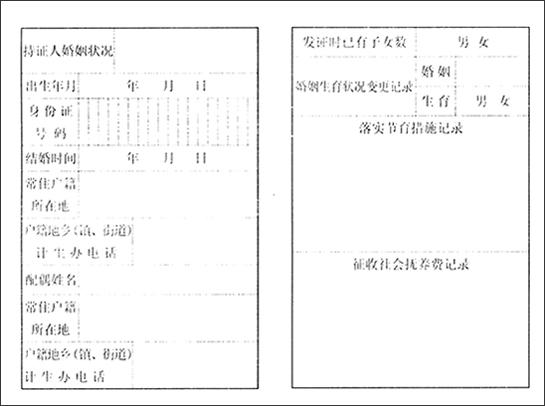 持证人婚姻状况
出生年月 年 月 日
身份证
号码
结婚时间 年 月 日
常住户籍
所在地
户籍地乡(镇、街道)
计生办电话
配偶姓名
常住户籍
所在地
户籍地乡(镇、街道)
计生办电话
发证时已有子女数 男 女
婚姻生育状况变更记录
婚姻
生育 男 女
落实节育措施记录
征收社会抚养费记录